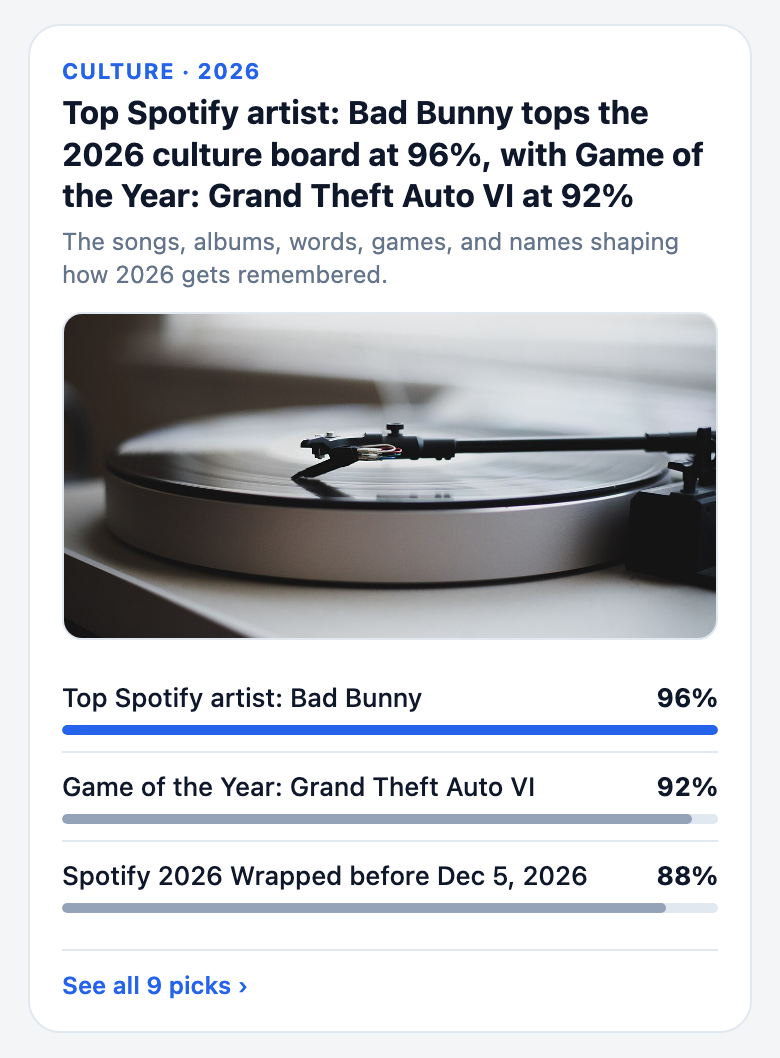 CULTURE · 2026
Top Spotify artist: Bad Bunny tops the
2026 culture board at 96%, with Game of
the Year: Grand Theft Auto VI at 92%
The songs, albums, words, games, and names shaping
how 2026 gets remembered.
Top Spotify artist: Bad Bunny 96%
Game of the Year: Grand Theft Auto VI 92%
Spotify 2026 Wrapped before Dec 5, 2026 88%
See all 9 picks ›